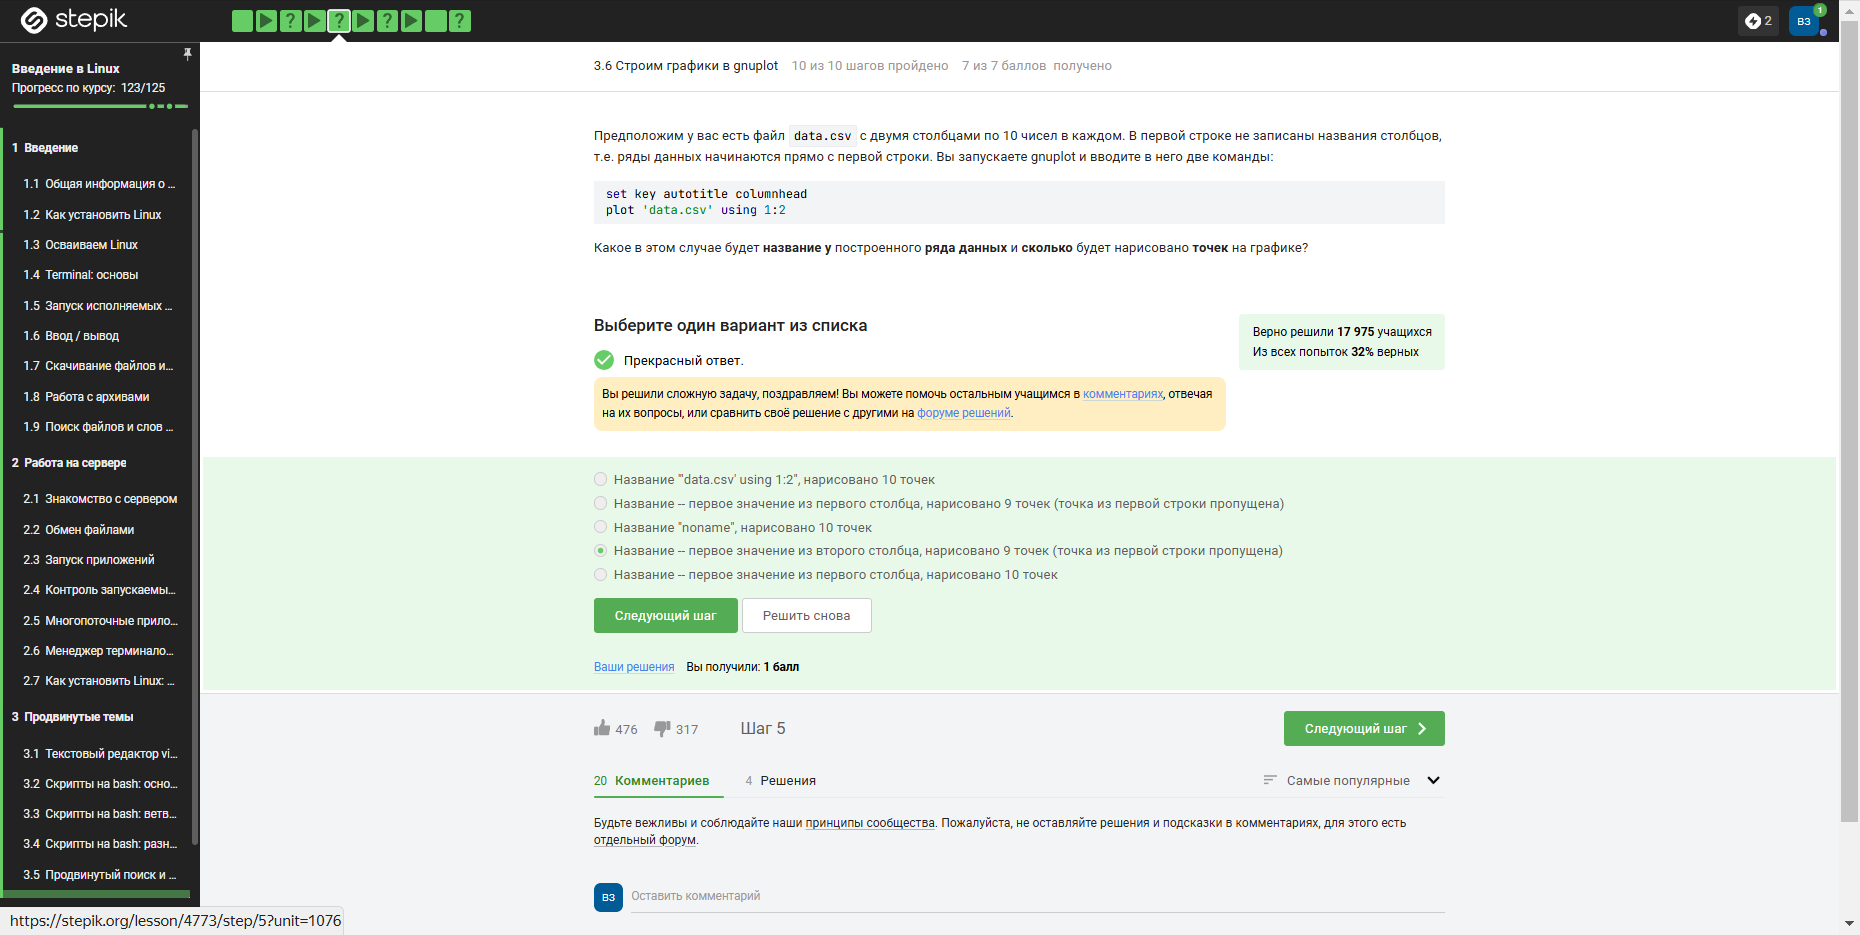 stepik
? ? ? ? ?
2
ВЗ
1
Введение в Linux
Прогресс по курсу: 123/125
1 Введение
1.1 Общая информация о ...
1.2 Как установить Linux
1.3 Осваиваем Linux
1.4 Terminal: основы
1.5 Запуск исполняемых ...
1.6 Ввод / вывод
1.7 Скачивание файлов и...
1.8 Работа с архивами
1.9 Поиск файлов и слов ...
2 Работа на сервере
2.1 Знакомство с сервером
2.2 Обмен файлами
2.3 Запуск приложений
2.4 Контроль запускаемы...
2.5 Многопоточные прило...
2.6 Менеджер терминало...
2.7 Как установить Linux: ...
3 Продвинутые темы
3.1 Текстовый редактор vi...
3.2 Скрипты на bash: осно...
3.3 Скрипты на bash: ветв...
3.4 Скрипты на bash: разн...
3.5 Продвинутый поиск и ...
https://stepik.org/lesson/4773/step/5?unit=1076
3.6 Строим графики в gnuplot 10 из 10 шагов пройдено 7 из 7 баллов получено
Предположим у вас есть файл data.csv с двумя столбцами по 10 чисел в каждом. В первой строке не записаны названия столбцов,
т.е. ряды данных начинаются прямо с первой строки. Вы запускаете gnuplot и вводите в него две команды:
set key autotitle columnhead
plot 'data.csv' using 1:2
Какое в этом случае будет название у построенного ряда данных и сколько будет нарисовано точек на графике?
Выберите один вариант из списка
Верно решили 17 975 учащихся
Из всех попыток 32% верных
Прекрасный ответ.
Вы решили сложную задачу, поздравляем! Вы можете помочь остальным учащимся в комментариях, отвечая
на их вопросы, или сравнить своё решение с другими на форуме решений.
Название "'data.csv' using 1:2", нарисовано 10 точек
Название -- первое значение из первого столбца, нарисовано 9 точек (точка из первой строки пропущена)
Название "noname", нарисовано 10 точек
Название -- первое значение из второго столбца, нарисовано 9 точек (точка из первой строки пропущена)
Название -- первое значение из первого столбца, нарисовано 10 точек
Следующий шаг Решить снова
Ваши решения Вы получили: 1 балл
476 317 Шаг 5 Следующий шаг
20 Комментариев 4 Решения Самые популярные
Будьте вежливы и соблюдайте наши принципы сообщества. Пожалуйста, не оставляйте решения и подсказки в комментариях, для этого есть
отдельный форум.
ВЗ Оставить комментарий